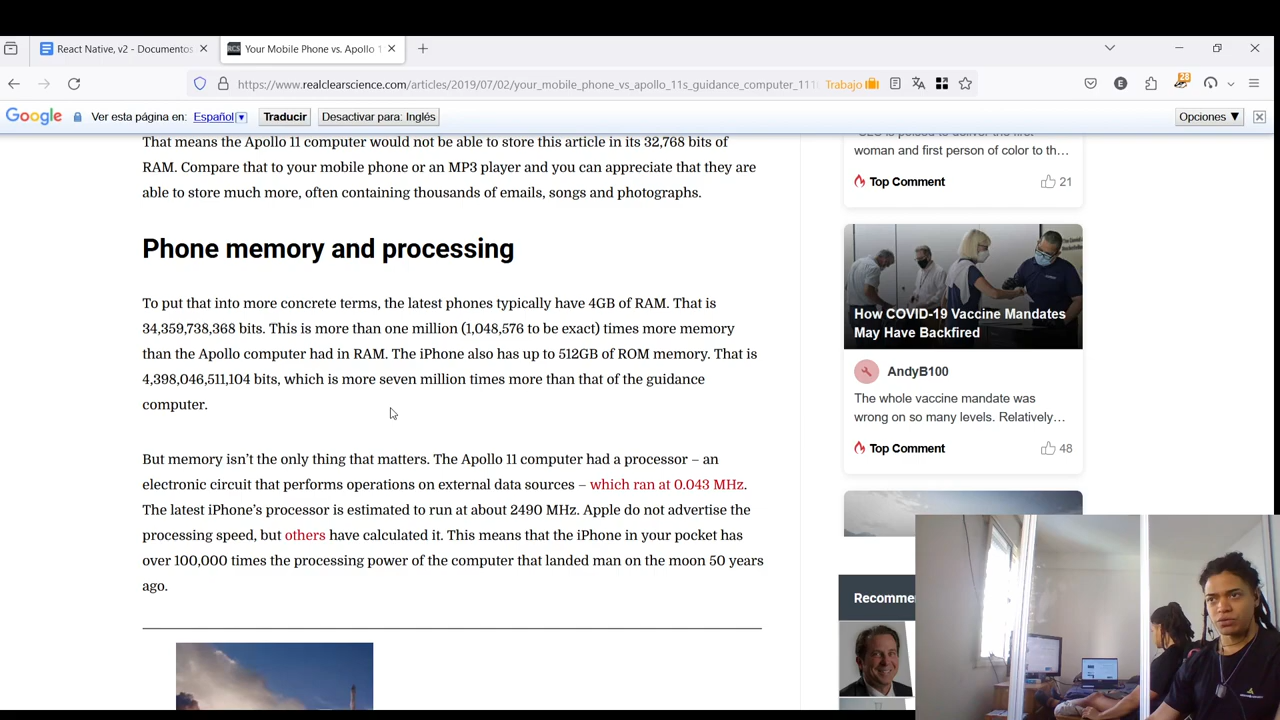 React Native, v2 - Documentos
RCS
Your Mobile Phone vs. Apollo 1
https://www.realclearscience.com/articles/2019/07/02/your_mobile_phone_vs_apollo_11s_guidance_computer_111
Trabajo
E
28
Google
Ver esta página en:
Español
Traducir
Desactivar para: Inglés
Opciones ▼
That means the Apollo 11 computer would not be able to store this article in its 32,768 bits of
RAM. Compare that to your mobile phone or an MP3 player and you can appreciate that they are
able to store much more, often containing thousands of emails, songs and photographs.
Phone memory and processing
To put that into more concrete terms, the latest phones typically have 4GB of RAM. That is
34,359,738,368 bits. This is more than one million (1,048,576 to be exact) times more memory
than the Apollo computer had in RAM. The iPhone also has up to 512GB of ROM memory. That is
4,398,046,511,104 bits, which is more seven million times more than that of the guidance
computer.
But memory isn’t the only thing that matters. The Apollo 11 computer had a processor – an
electronic circuit that performs operations on external data sources – which ran at 0.043 MHz.
The latest iPhone’s processor is estimated to run at about 2490 MHz. Apple do not advertise the
processing speed, but others have calculated it. This means that the iPhone in your pocket has
over 100,000 times the processing power of the computer that landed man on the moon 50 years
ago.
woman and first person of color to th...
Top Comment
21
How COVID-19 Vaccine Mandates
May Have Backfired
AndyB100
The whole vaccine mandate was
wrong on so many levels. Relatively...
Top Comment
48
Recomme